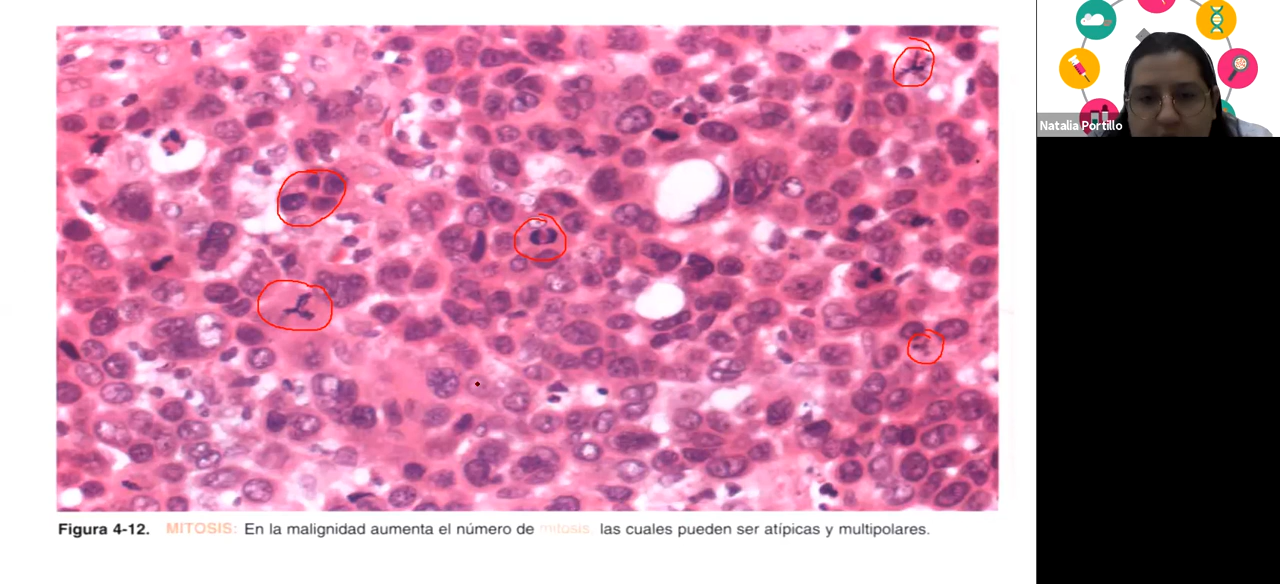 Natalia Portillo
Figura 4-12. MITOSIS: En la malignidad aumenta el número de mitosis las cuales pueden ser atípicas y multipolares.